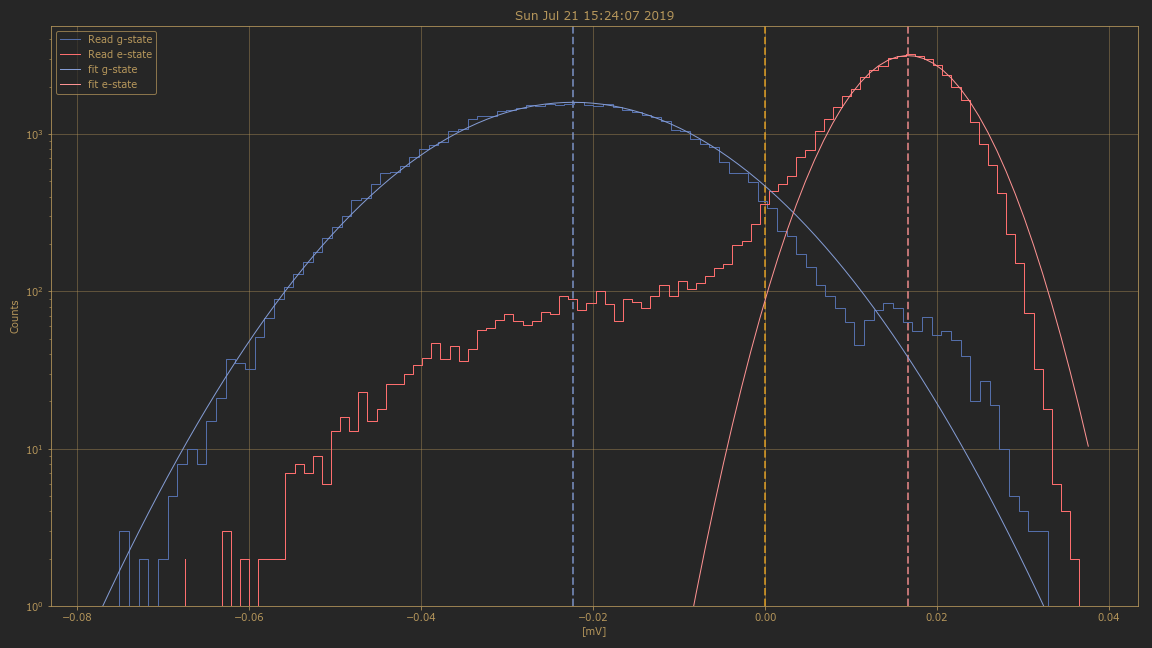 Sun Jul 21 15:24:07 2019
Read g-state
Read e-state
fit g-state
fit e-state
Counts
10³
10²
10¹
10⁰
−0.08
−0.06
−0.04
−0.02
0.00
0.02
0.04
[mV]